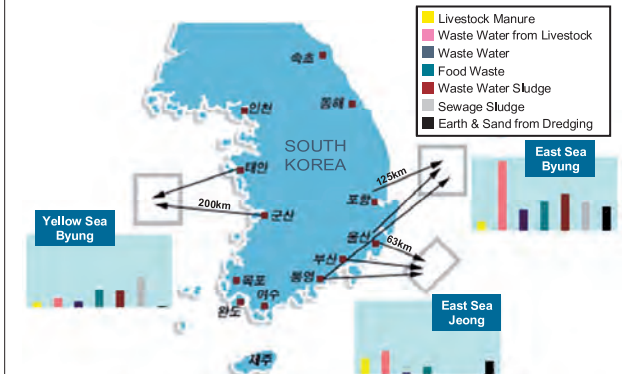 Livestock Manure
Waste Water from Livestock
Waste Water
Food Waste
Waste Water Sludge
Sewage Sludge
Earth & Sand from Dredging
속초
인천
동해
SOUTH
KOREA
태안
125km
East Sea
Byung
200km
군산
포항
Yellow Sea
Byung
울산
63km
부산
목포
여수
통영
완도
East Sea
Jeong
제주